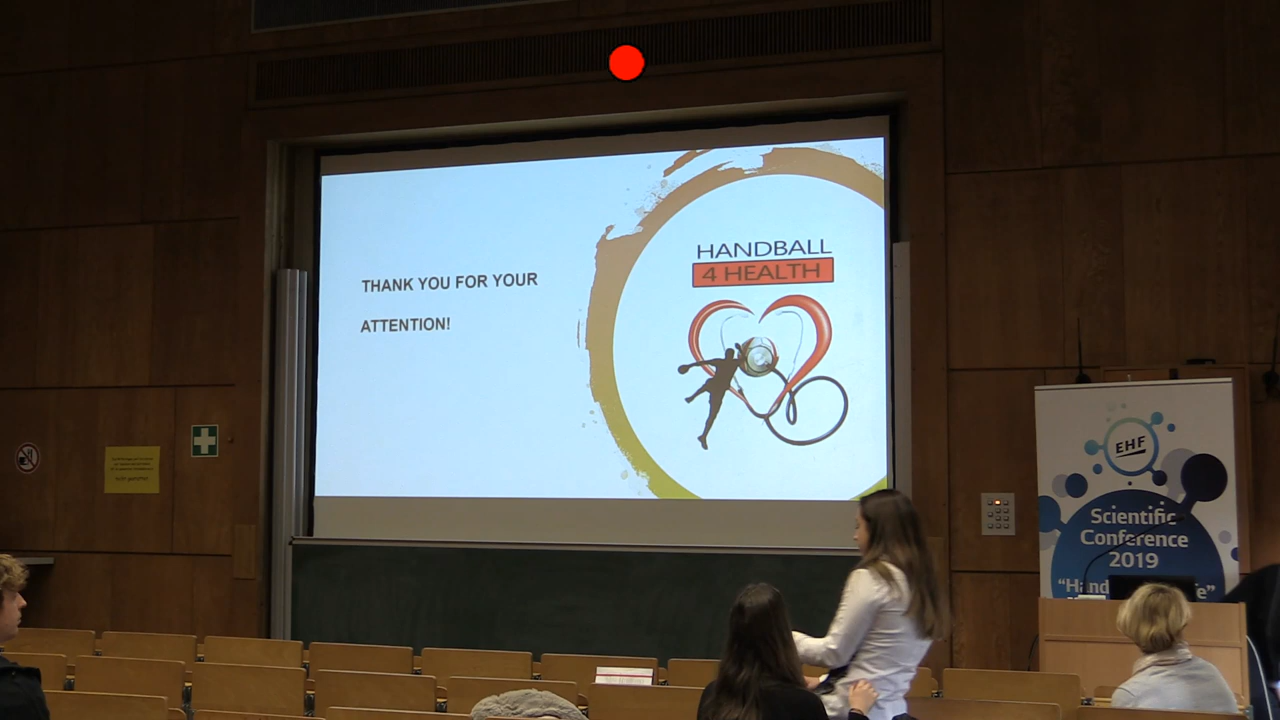 THANK YOU FOR YOUR
ATTENTION!
HANDBALL
4 HEALTH
EHF
Scientific
Conference
2019